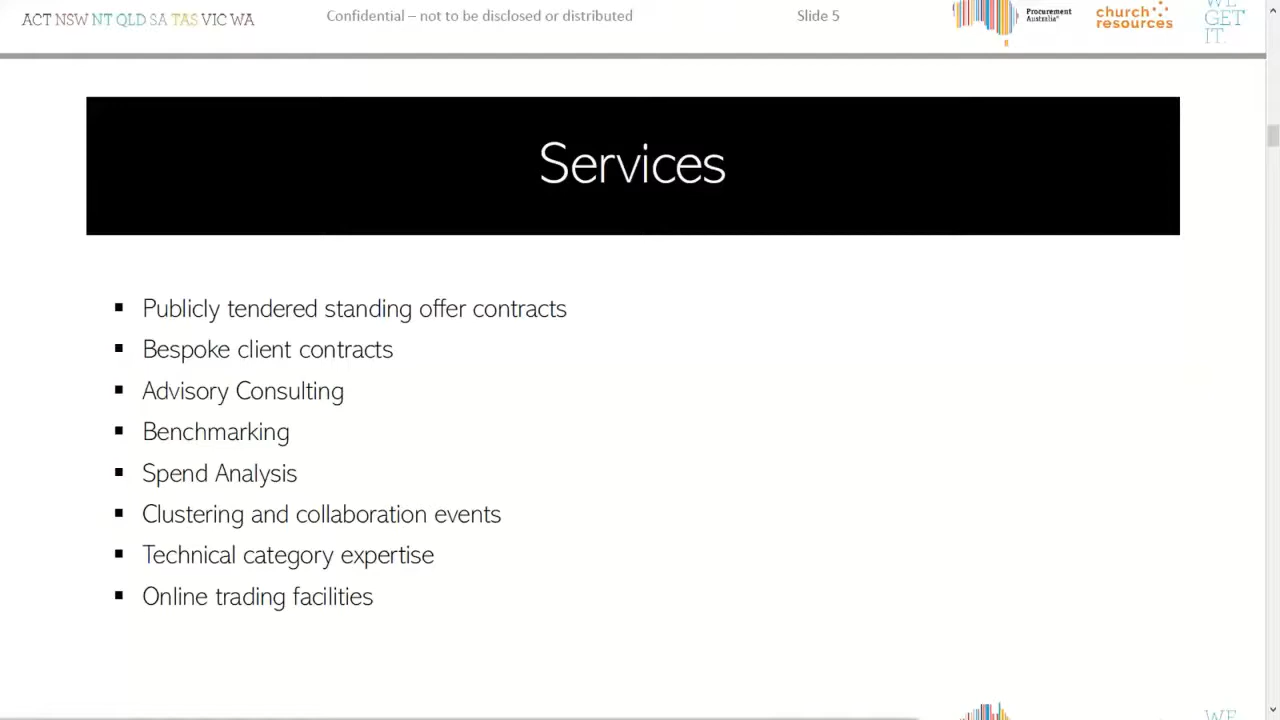 ACT NSW NT QLD SA TAS VIC WA
Confidential – not to be disclosed or distributed
Slide 5
Procurement
Australia
church
resources
WE
GET
IT.
Services
▪ Publicly tendered standing offer contracts
▪ Bespoke client contracts
▪ Advisory Consulting
▪ Benchmarking
▪ Spend Analysis
▪ Clustering and collaboration events
▪ Technical category expertise
▪ Online trading facilities
WE